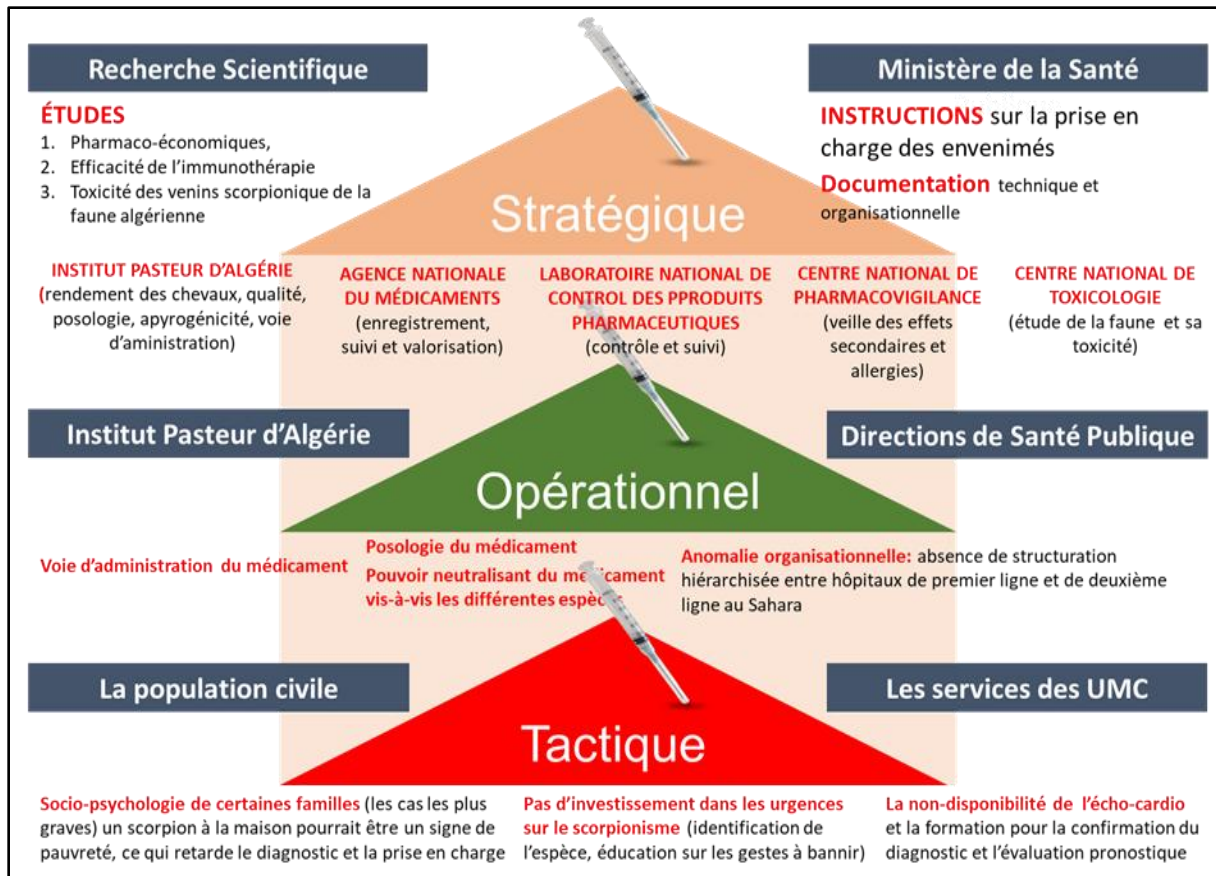 Recherche Scientifique
Ministère de la Santé
ÉTUDES
1. Pharmaco-économiques,
2. Efficacité de l'immunothérapie
3. Toxicité des venins scorpionique de la
faune algérienne
INSTRUCTIONS sur la prise en
charge des envenimés
Documentation technique et
organisationnelle
Stratégique
INSTITUT PASTEUR D'ALGÉRIE
(rendement des chevaux, qualité,
posologie, apyrogénicité, voie
d'aministration)
AGENCE NATIONALE
DU MÉDICAMENTS
(enregistrement,
suivi et valorisation)
LABORATOIRE NATIONAL DE
CONTROL DES PPRODUITS
PHARMACEUTIQUES
(contrôle et suivi)
CENTRE NATIONAL DE
PHARMACOVIGILANCE
(veille des effets
secondaires et
allergies)
CENTRE NATIONAL DE
TOXICOLOGIE
(étude de la faune et sa
toxicité)
Institut Pasteur d'Algérie
Directions de Santé Publique
Opérationnel
Voie d'administration du médicament
Posologie du médicament
Pouvoir neutralisant du médicament
vis-à-vis les différentes espèces
Anomalie organisationnelle: absence de structuration
hiérarchisée entre hôpitaux de premier ligne et de deuxième
ligne au Sahara
La population civile
Les services des UMC
Tactique
Socio-psychologie de certaines familles (les cas les plus
graves) un scorpion à la maison pourrait être un signe de
pauvreté, ce qui retarde le diagnostic et la prise en charge
Pas d'investissement dans les urgences
sur le scorpionisme (identification de
l'espèce, éducation sur les gestes à bannir)
La non-disponibilité de l'écho-cardio
et la formation pour la confirmation du
diagnostic et l'évaluation pronostique